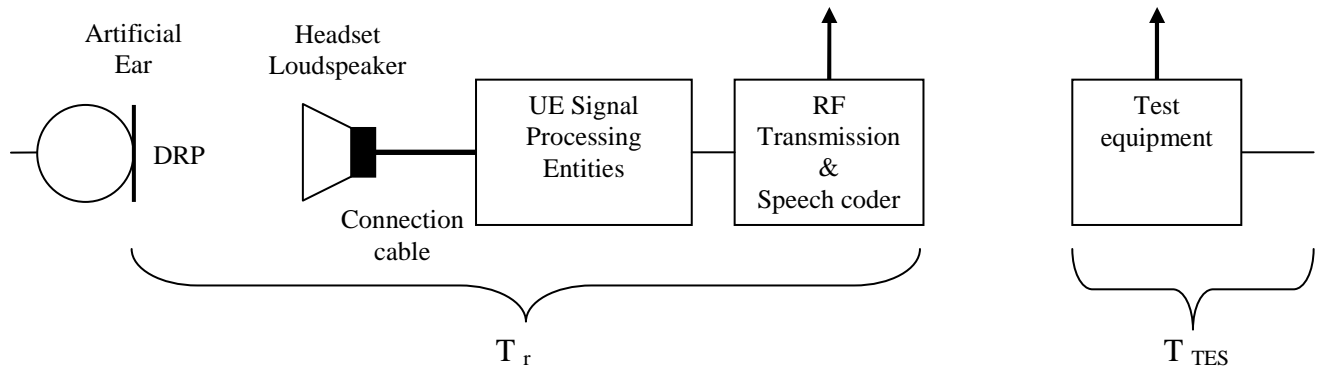 Artificial
Ear
DRP
Headset
Loudspeaker
Connection
cable
UE Signal
Processing
Entities
RF
Transmission
&
Speech coder
Test
equipment
T r
T TES